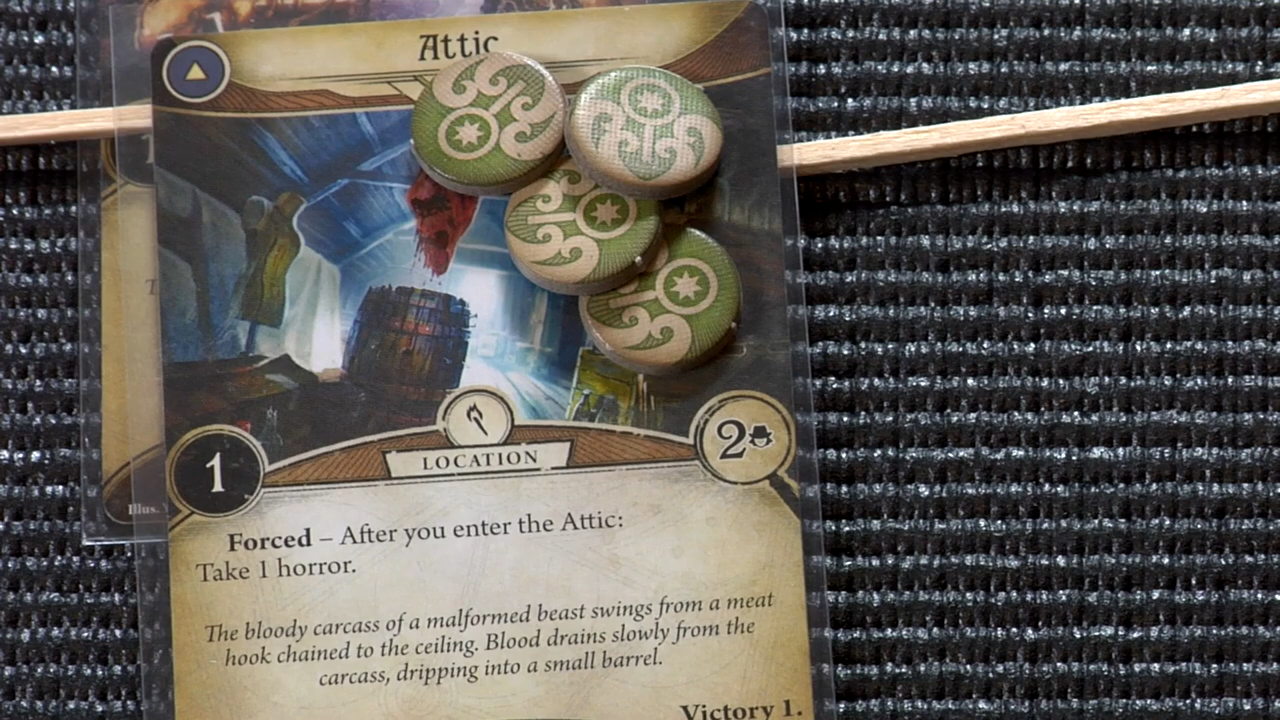 Attic
1
LOCATION
2
Illus.
Forced – After you enter the Attic:
Take 1 horror.
The bloody carcass of a malformed beast swings from a meat
hook chained to the ceiling. Blood drains slowly from the
carcass, dripping into a small barrel.
Victory 1.